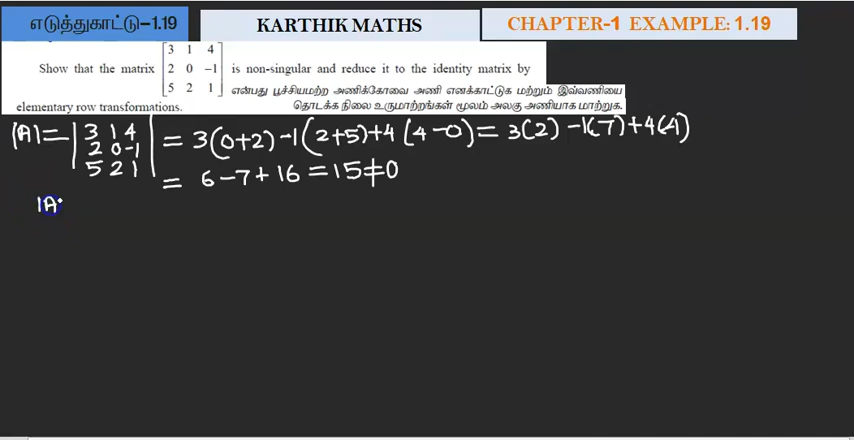 எடுத்துகாட்டு–1.19 KARTHIK MATHS CHAPTER-1 EXAMPLE: 1.19
3 1 4
Show that the matrix 2 0 −1 is non-singular and reduce it to the identity matrix by
5 2 1 என்பது பூச்சியமற்ற அணிக்கோவை அணி எனக்காட்டுக மற்றும் இவ்வணியை
elementary row transformations. தொடக்க நிலை உருமாற்றங்கள் மூலம் அலகு அணியாக மாற்றுக.
|A| = | 3 1 4 |
| 2 0 -1 | = 3(0+2) -1(2+5) +4(4-0) = 3(2) -1(7) +4(4)
| 5 2 1 |
= 6-7+16 = 15≠0
|A